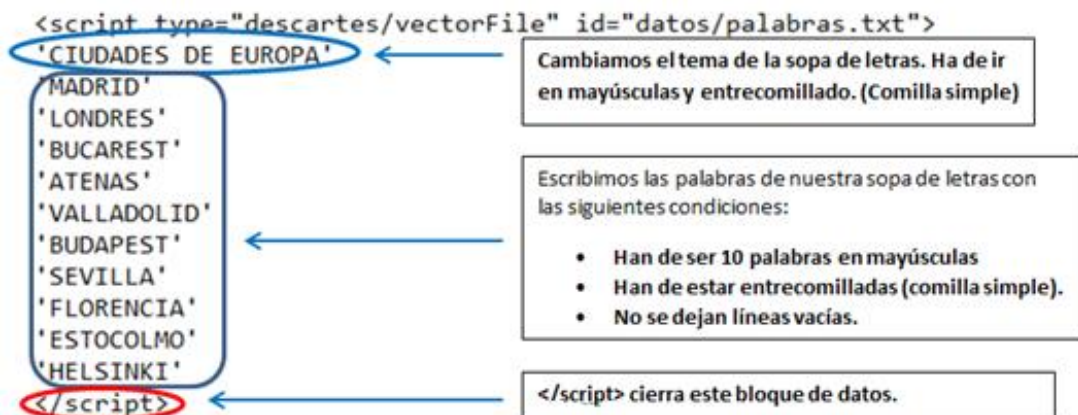 <script type="descartes/vectorFile" id="datos/palabras.txt">
'CIUDADES DE EUROPA'
'MADRID'
'LONDRES'
'BUCAREST'
'ATENAS'
'VALLADOLID'
'BUDAPEST'
'SEVILLA'
'FLORENCIA'
'ESTOCOLMO'
'HELSINKI'
</script>
Cambiamos el tema de la sopa de letras. Ha de ir
en mayúsculas y entrecomillado. (Comilla simple)
Escribimos las palabras de nuestra sopa de letras con
las siguientes condiciones:
• Han de ser 10 palabras en mayúsculas
• Han de estar entrecomilladas (comilla simple).
• No se dejan líneas vacías.
</script> cierra este bloque de datos.